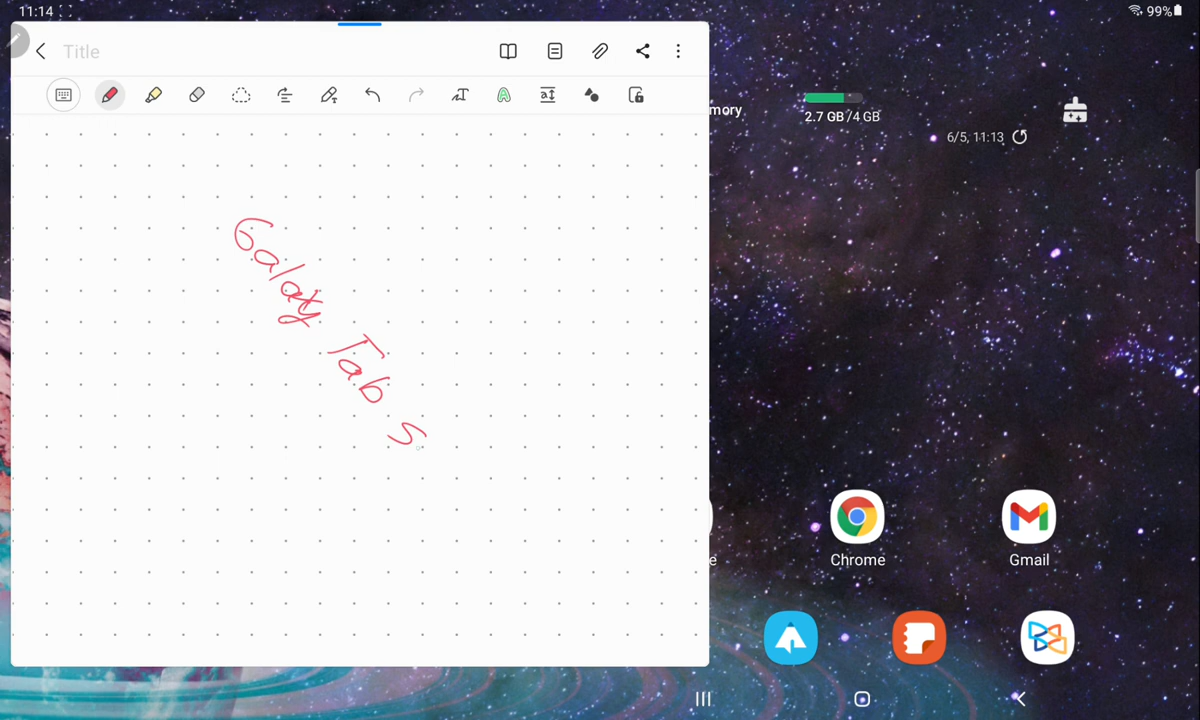 11:14
99%
Title
mory
2.7 GB/4 GB
6/5, 11:13
Galaxy
Tab
S
e
Chrome
Gmail